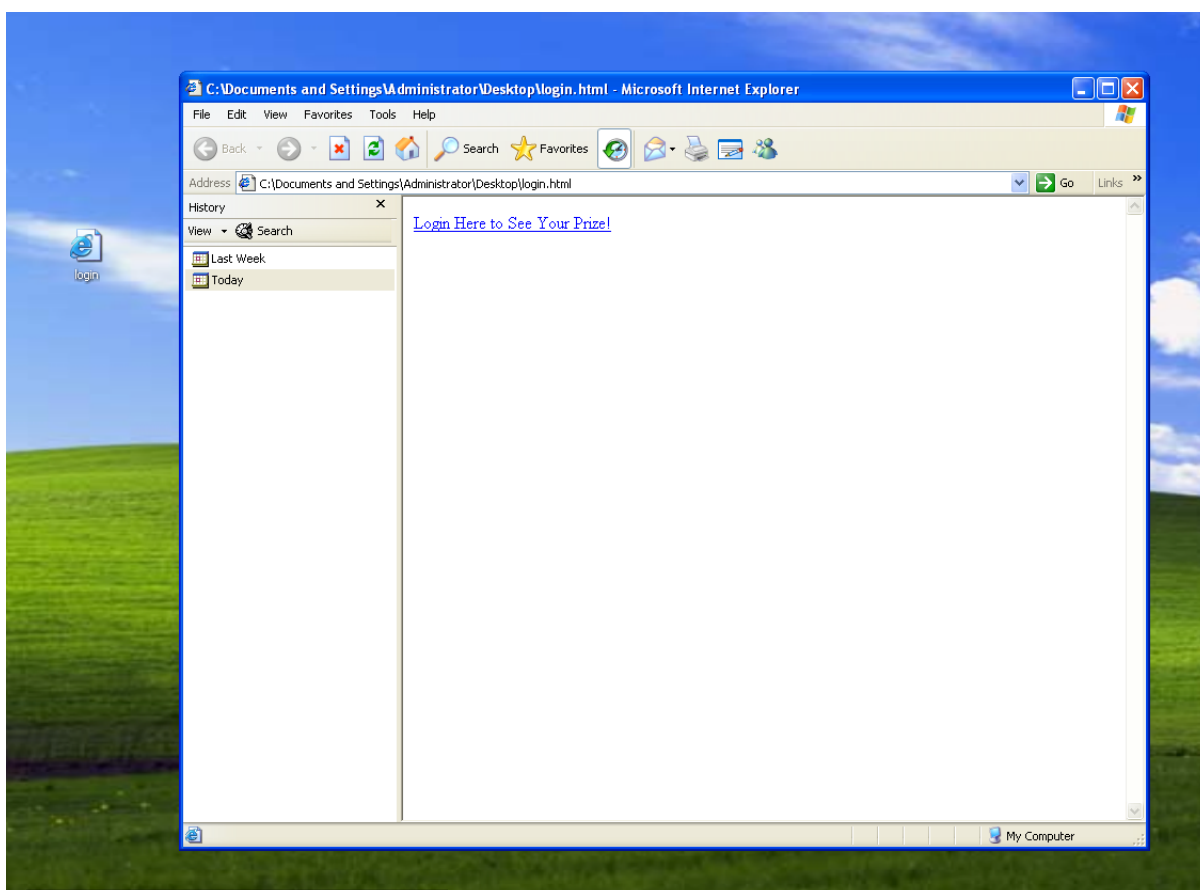 C:\Documents and Settings\Administrator\Desktop\login.html - Microsoft Internet Explorer
File Edit View Favorites Tools Help
Back Search Favorites
Address C:\Documents and Settings\Administrator\Desktop\login.html Go Links »
History
View Search
Last Week
Today
Login Here to See Your Prize!
login
My Computer